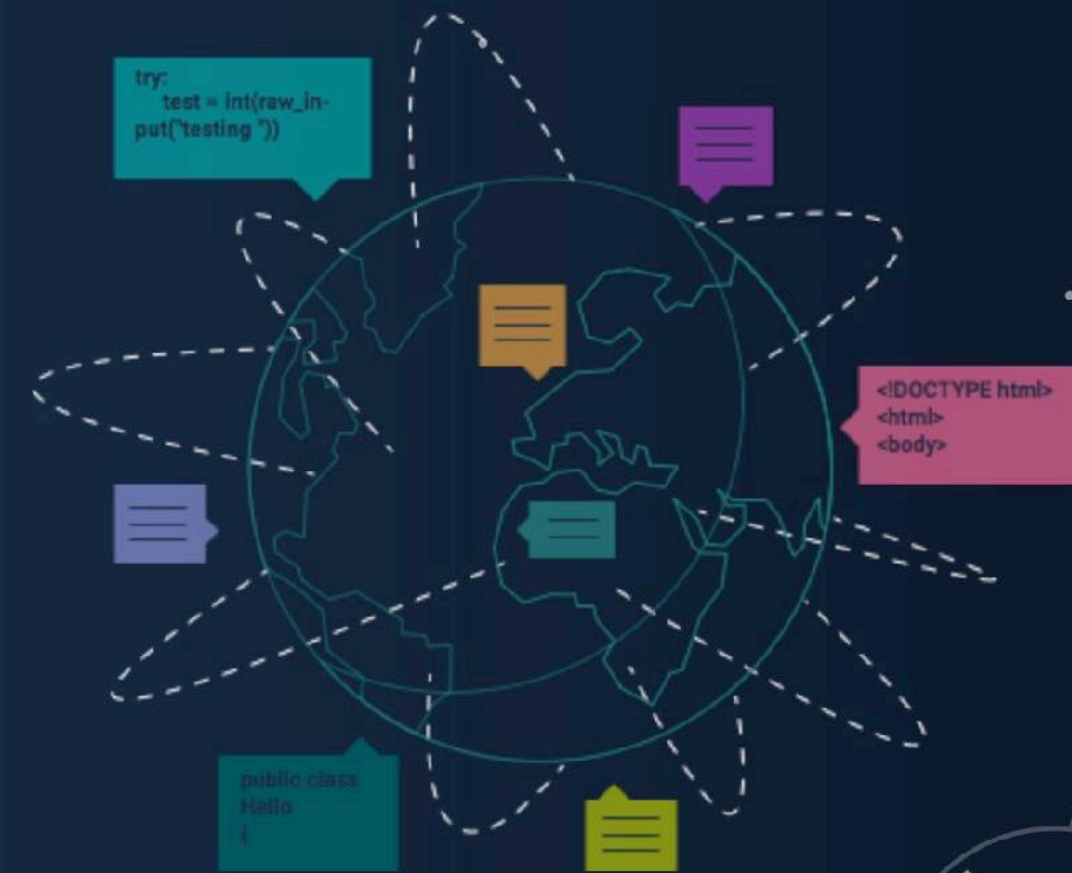 try:
test = int(raw_in-
put("testing "))
<!DOCTYPE html>
<html>
<body>
public class
Hello
{